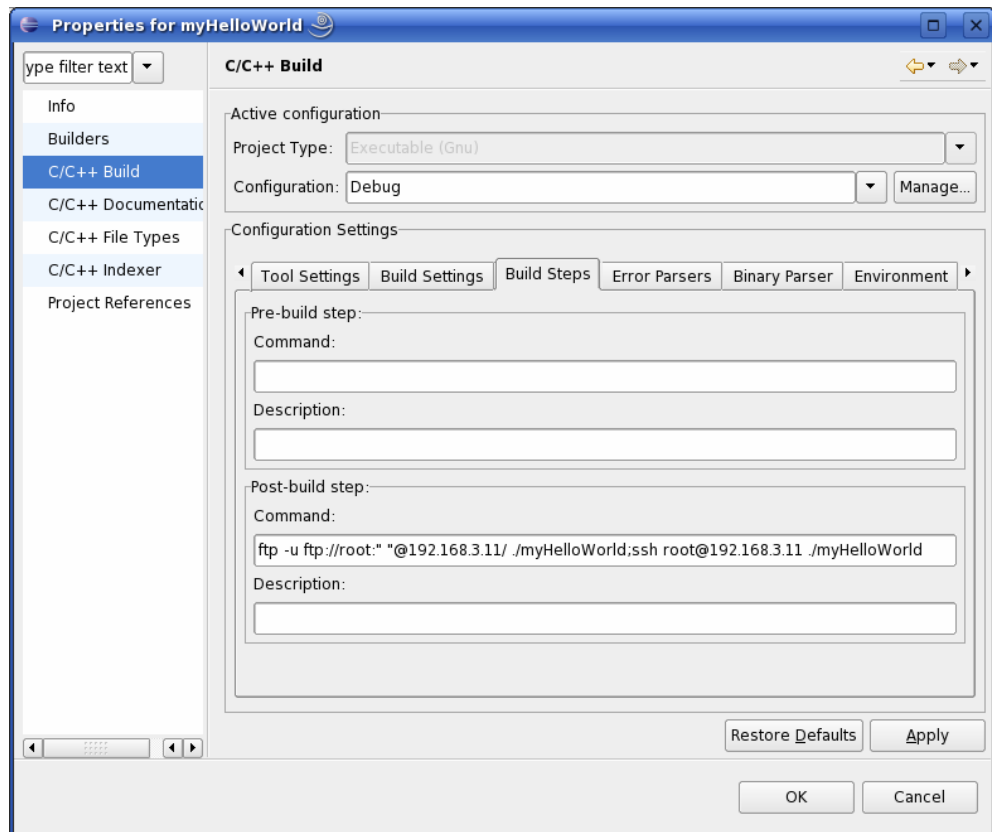 Properties for myHelloWorld
ype filter text
C/C++ Build
Info
Builders
C/C++ Build
C/C++ Documentatic
C/C++ File Types
C/C++ Indexer
Project References
Active configuration
Project Type: Executable (Gnu)
Configuration: Debug Manage...
Configuration Settings
Tool Settings Build Settings Build Steps Error Parsers Binary Parser Environment
Pre-build step:
Command:
Description:
Post-build step:
Command:
ftp -u ftp://root:" "@192.168.3.11/ ./myHelloWorld;ssh root@192.168.3.11 ./myHelloWorld
Description:
Restore Defaults Apply
OK Cancel